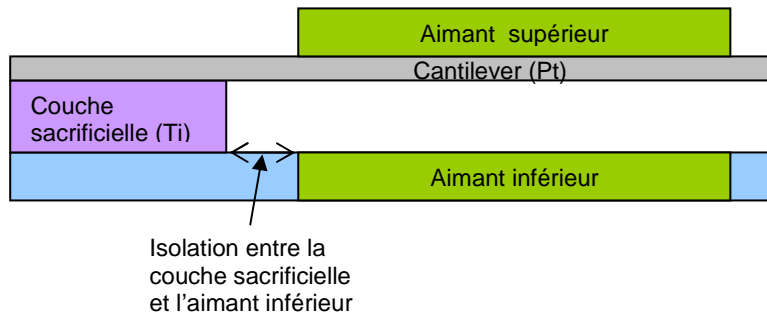 Aimant supérieur
Cantilever (Pt)
Couche
sacrificielle (Ti)
Aimant inférieur
Isolation entre la
couche sacrificielle
et l'aimant inférieur